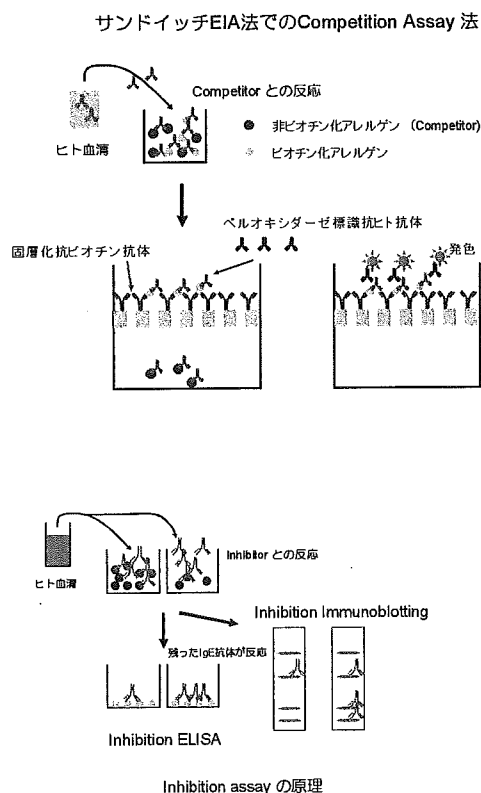 サンドイッチEIA法でのCompetition Assay 法
Competitor との反応
非ビオチン化アレルゲン （Competitor）
ビオチン化アレルゲン
ヒト血清
ペルオキシダーゼ標識抗ヒト抗体
固層化抗ビオチン抗体
発色
Inhibitor との反応
ヒト血清
Inhibition Immunoblotting
残ったIgE抗体が反応
Inhibition ELISA
Inhibition assay の原理